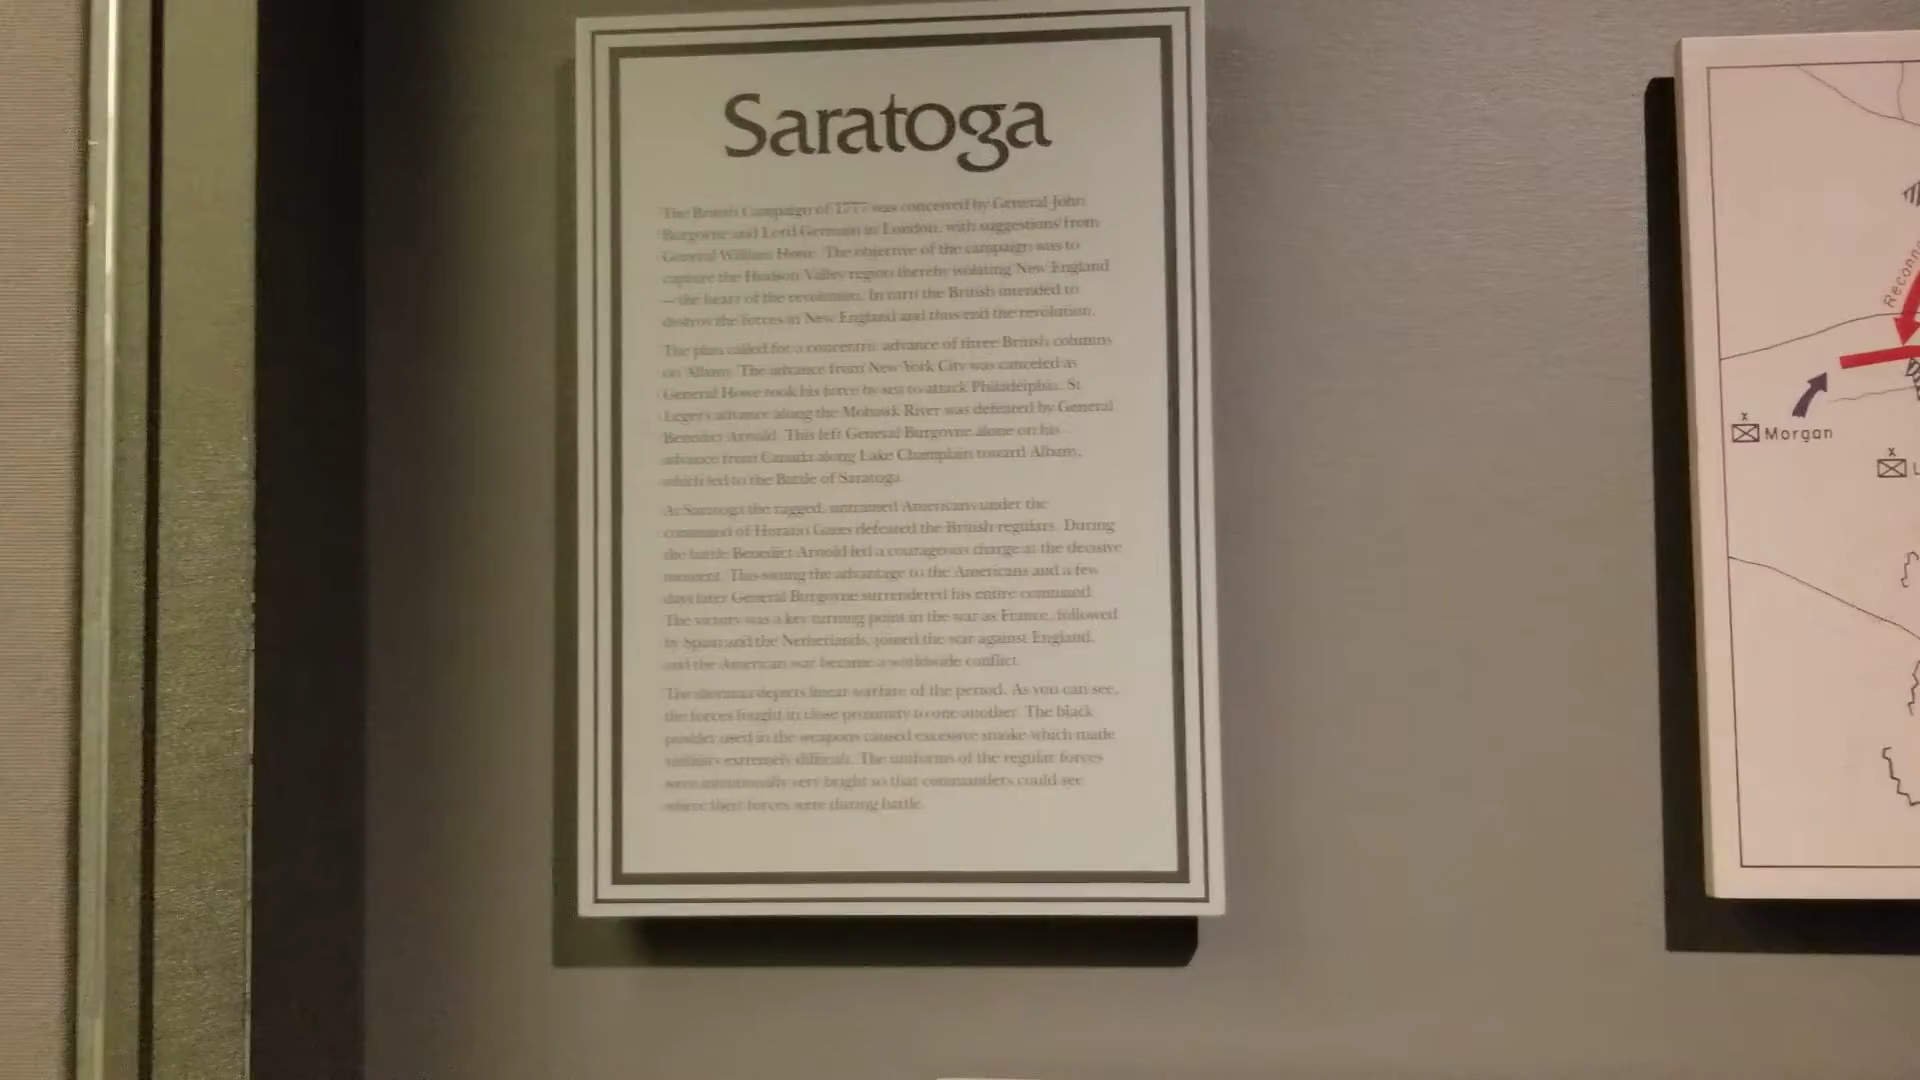 Saratoga
The British Campaign of 1777 was conceived by General John
Burgoyne and Lord Germain in London, with suggestions from
General William Howe. The objective of the campaign was to
capture the Hudson Valley region thereby isolating New England
— the heart of the revolution. In turn the British intended to
destroy the forces in New England and thus end the revolution.
The plan called for a concentric advance of three British columns
on Albany. The advance from New York City was canceled as
General Howe took his force by sea to attack Philadelphia. St.
Leger's advance along the Mohawk River was defeated by General
Benedict Arnold. This left General Burgoyne alone on his
advance from Canada along Lake Champlain toward Albany,
which led to the Battle of Saratoga.
At Saratoga the ragged, untrained Americans under the
command of Horatio Gates defeated the British regulars. During
the battle Benedict Arnold led a courageous charge at the decisive
moment. This swung the advantage to the Americans and a few
days later General Burgoyne surrendered his entire command.
The victory was a key turning point in the war as France, followed
by Spain and the Netherlands, joined the war against England,
and the American war became a worldwide conflict.
The diorama depicts linear warfare of the period. As you can see,
the forces fought in close proximity to one another. The black
powder used in the weapons caused excessive smoke which made
visibility extremely difficult. The uniforms of the regular forces
were intentionally very bright so that commanders could see
where their forces were during battle.
Reconn
X
Morgan
X
L